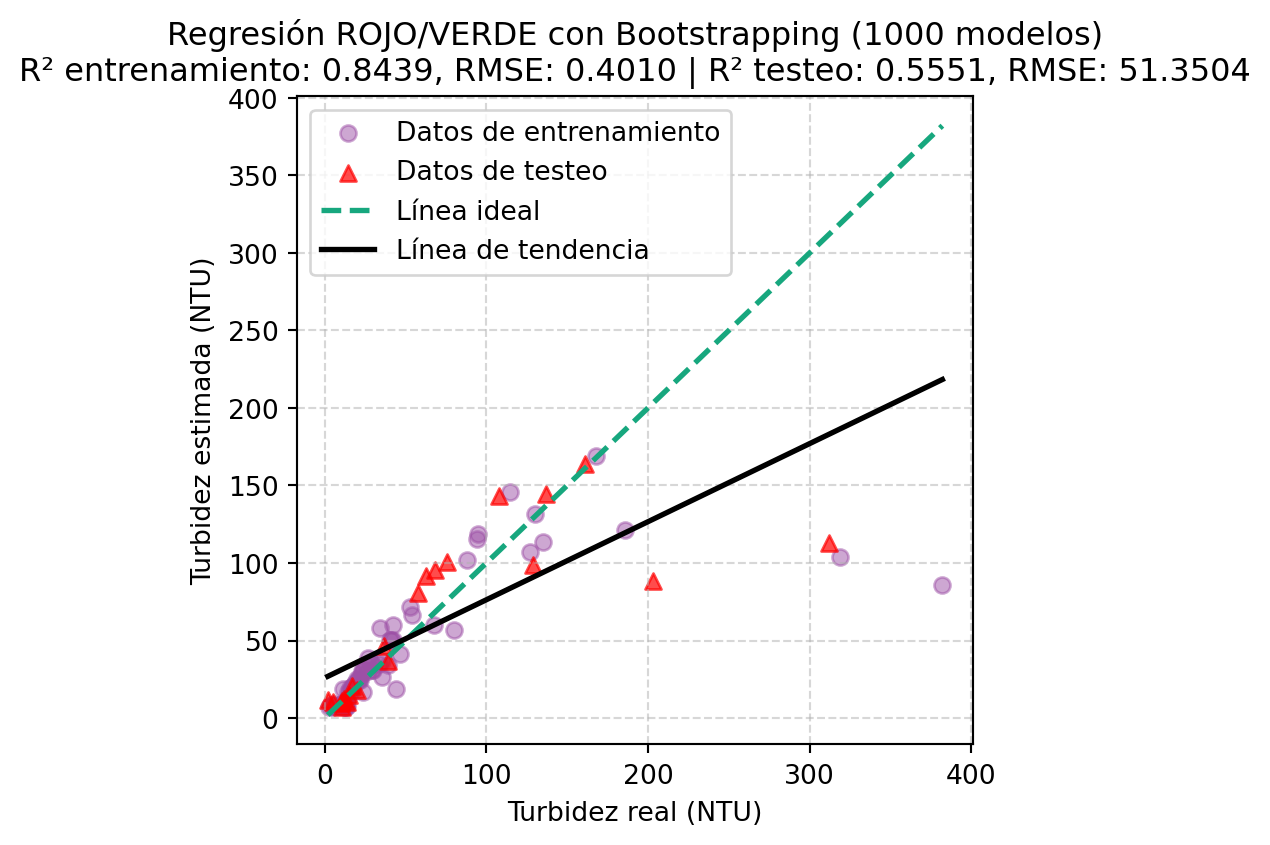 Regresión ROJO/VERDE con Bootstrapping (1000 modelos)
R² entrenamiento: 0.8439, RMSE: 0.4010 | R² testeo: 0.5551, RMSE: 51.3504
Datos de entrenamiento
Datos de testeo
Línea ideal
Línea de tendencia
Turbidez estimada (NTU)
400
350
300
250
200
150
100
50
0
0 100 200 300 400
Turbidez real (NTU)